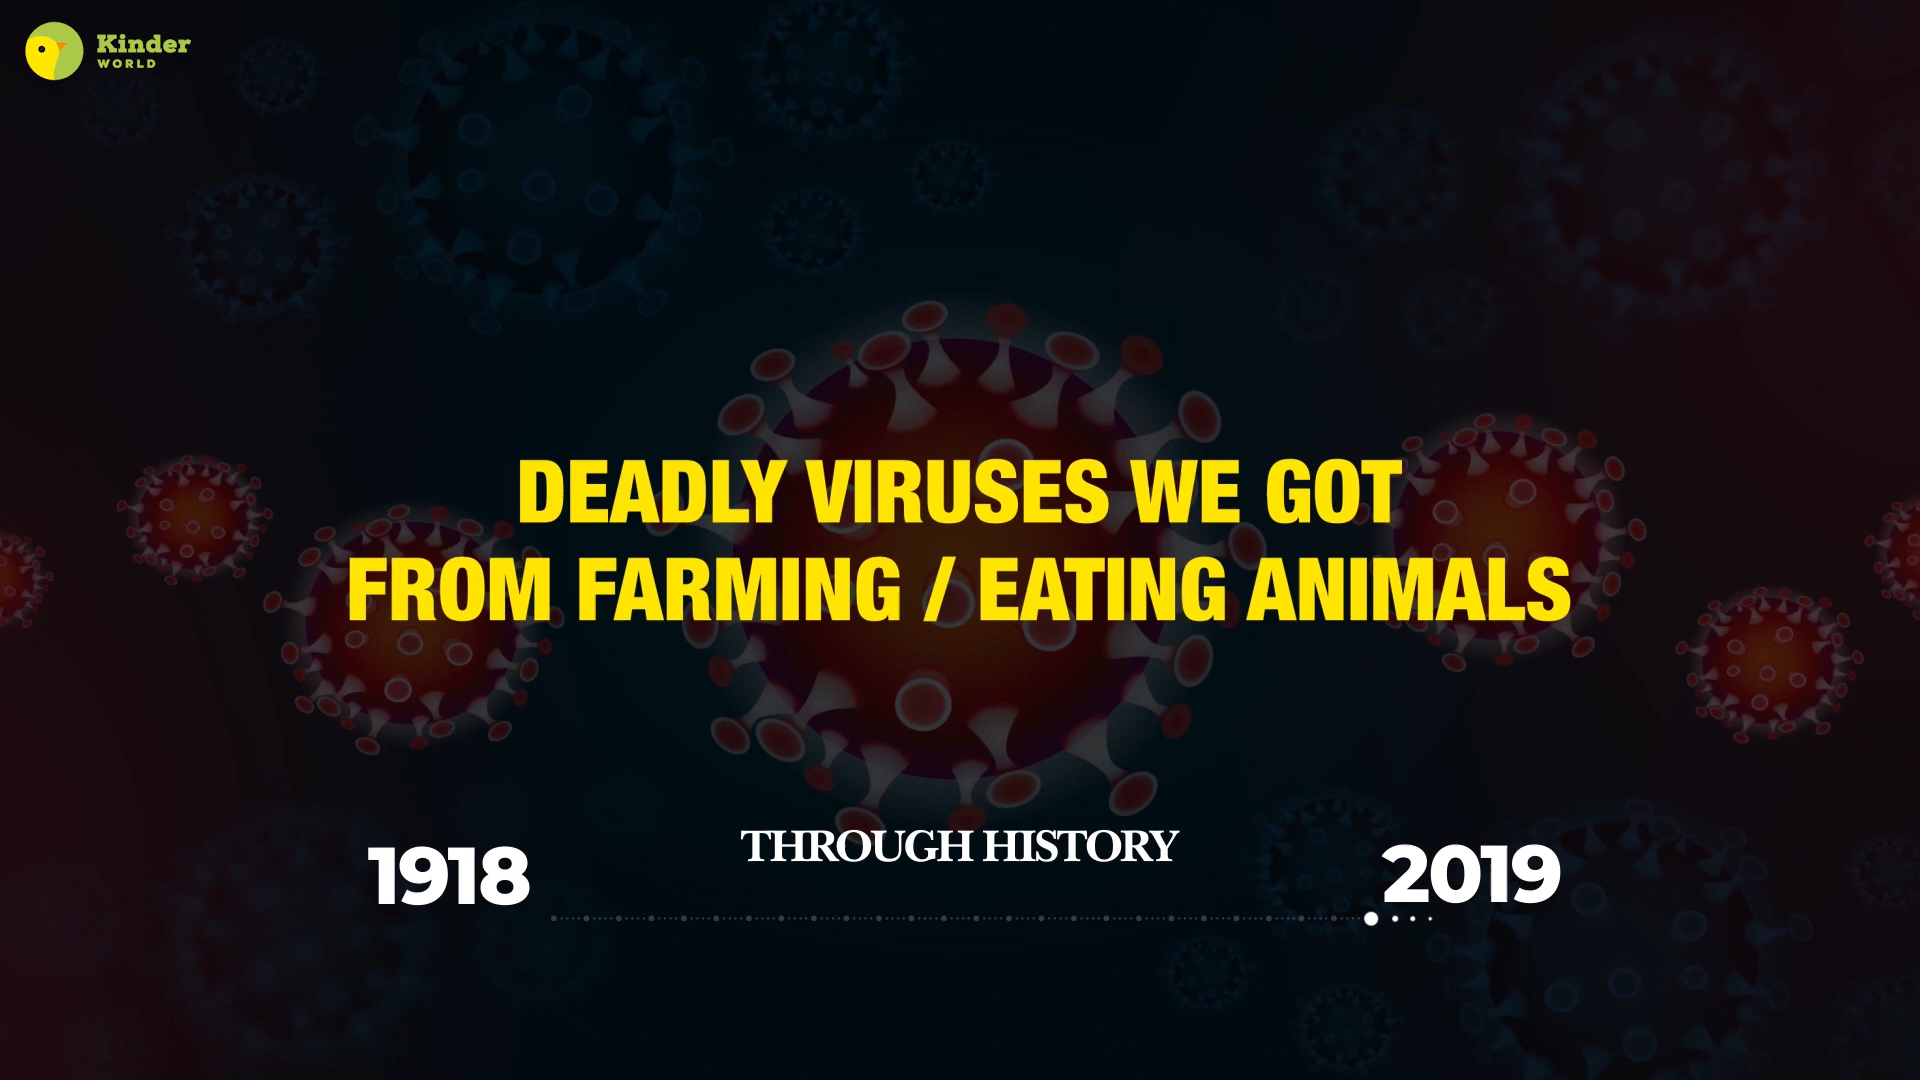 Kinder
WORLD
DEADLY VIRUSES WE GOT
FROM FARMING / EATING ANIMALS
THROUGH HISTORY
1918
2019